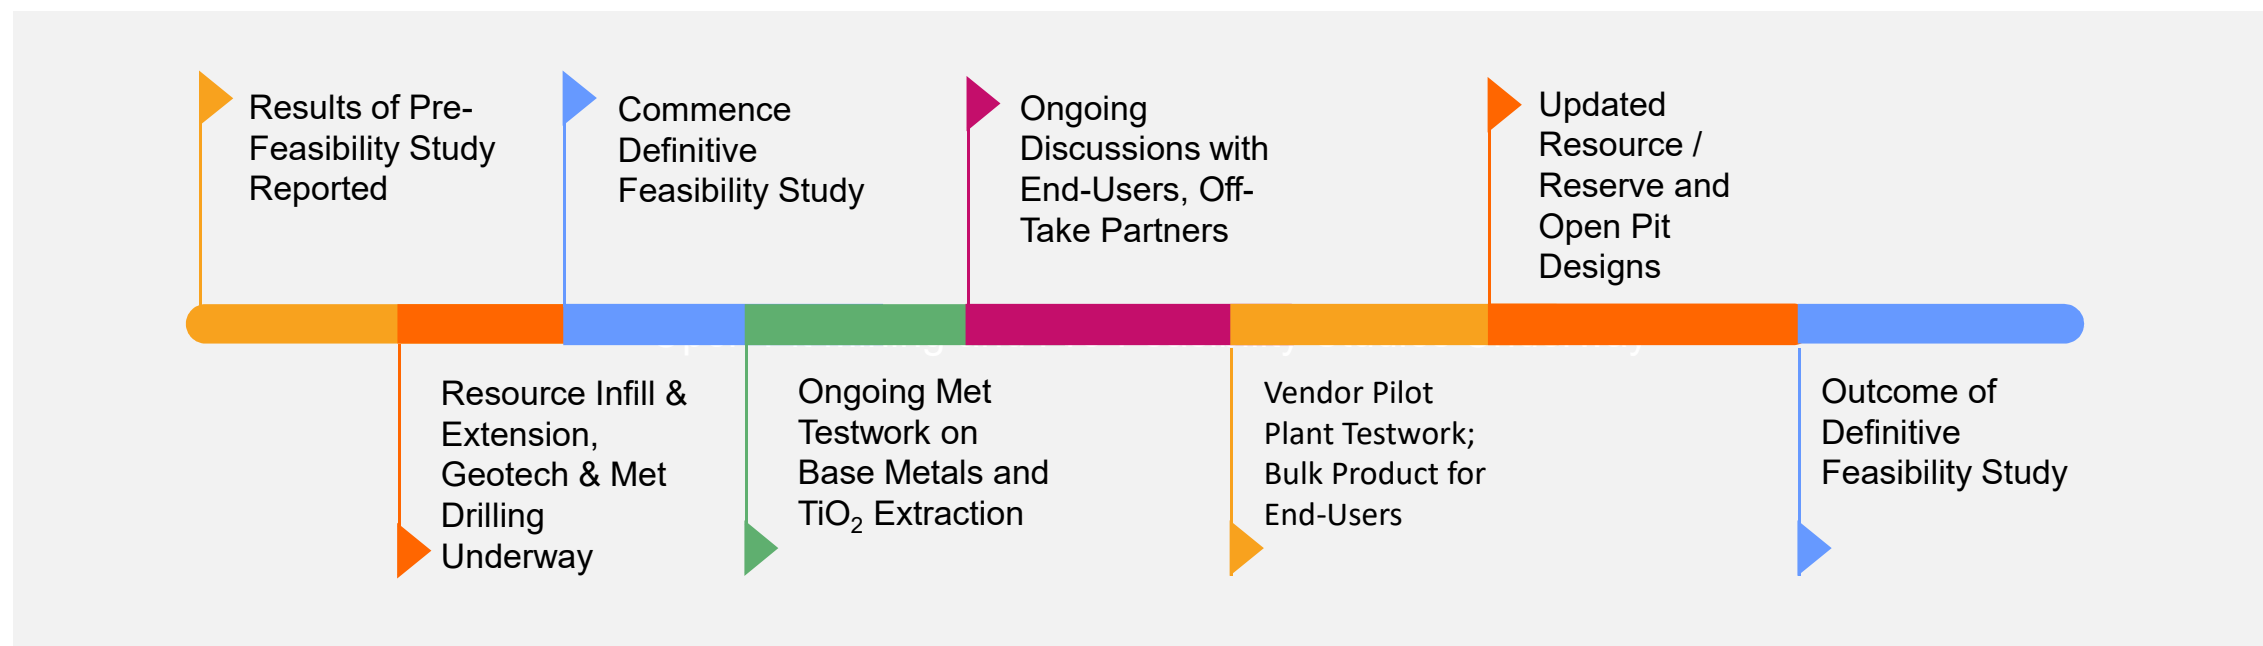 Results of Pre-
Feasibility Study
Reported
Commence
Definitive
Feasibility Study
Ongoing
Discussions with
End-Users, Off-
Take Partners
Updated
Resource /
Reserve and
Open Pit
Designs
Resource Infill &
Extension,
Geotech & Met
Drilling
Underway
Ongoing Met
Testwork on
Base Metals and
TiO₂ Extraction
Vendor Pilot
Plant Testwork;
Bulk Product for
End-Users
Outcome of
Definitive
Feasibility Study